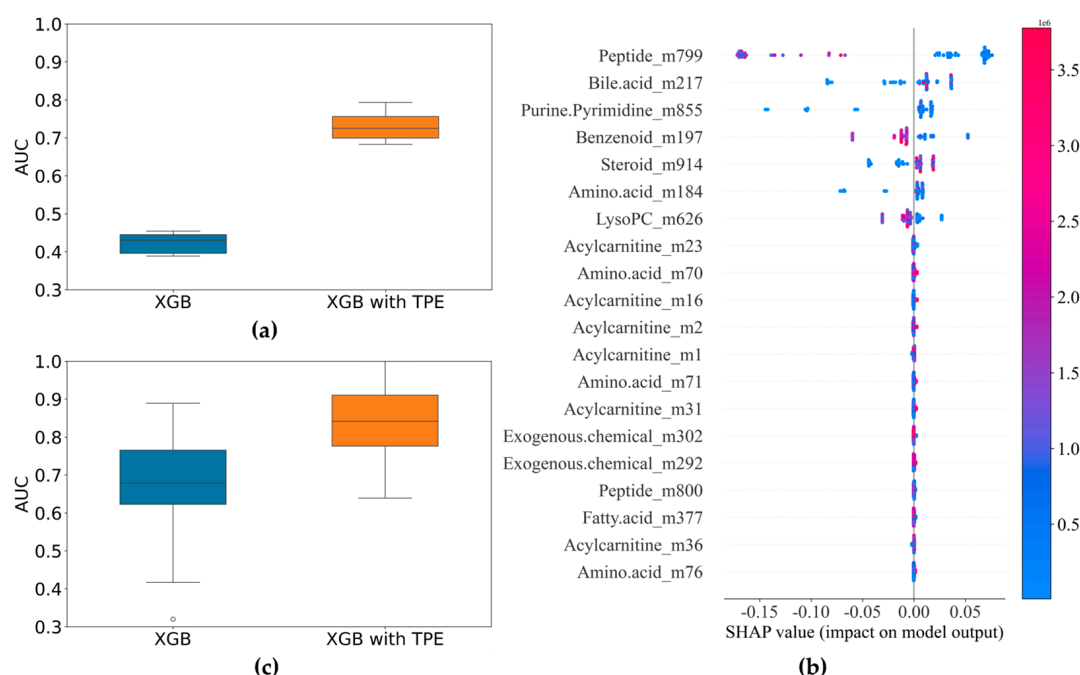 1.0
0.9
0.8
0.7
0.6
0.5
0.4
0.3
AUC
XGB
XGB with TPE
(a)
1.0
0.9
0.8
0.7
0.6
0.5
0.4
0.3
AUC
XGB
XGB with TPE
(c)
Peptide_m799
Bile.acid_m217
Purine.Pyrimidine_m855
Benzenoid_m197
Steroid_m914
Amino.acid_m184
LysoPC_m626
Acylcarnitine_m23
Amino.acid_m70
Acylcarnitine_m16
Acylcarnitine_m2
Acylcarnitine_m1
Amino.acid_m71
Acylcarnitine_m31
Exogenous.chemical_m302
Exogenous.chemical_m292
Peptide_m800
Fatty.acid_m377
Acylcarnitine_m36
Amino.acid_m76
-0.15 -0.10 -0.05 0.00 0.05
SHAP value (impact on model output)
(b)
1e6
3.5
3.0
2.5
2.0
1.5
1.0
0.5